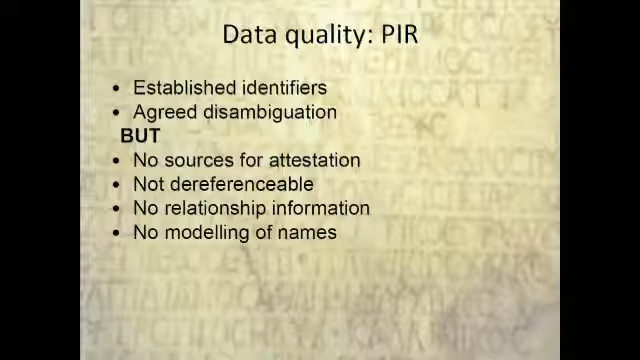 Data quality: PIR
• Established identifiers
• Agreed disambiguation
BUT
• No sources for attestation
• Not dereferenceable
• No relationship information
• No modelling of names